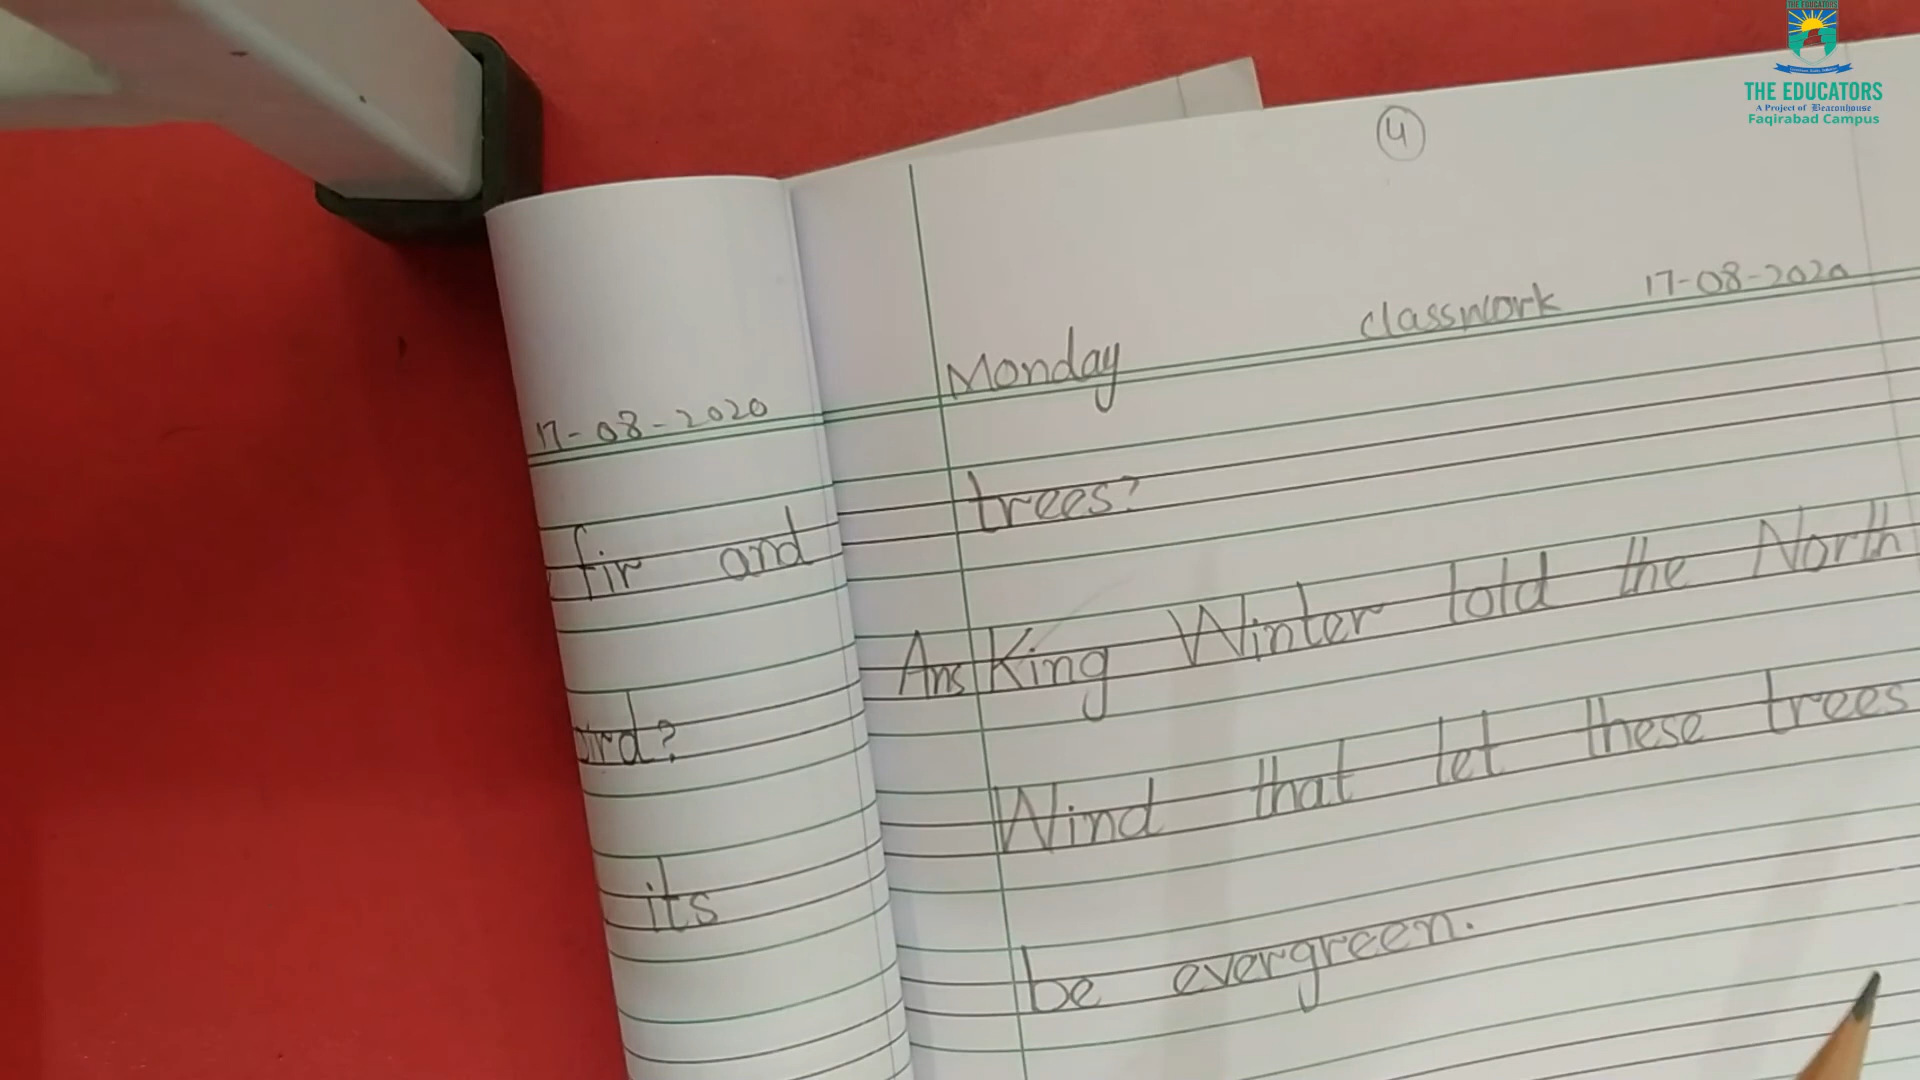 THE EDUCATORS
A Project of Beaconhouse
Faqirabad Campus
17-08-2020
fir and
bird?
its
4
Monday classwork 17-08-2020
trees?
Ans King Winter told the North
Wind that let these trees
be evergreen.